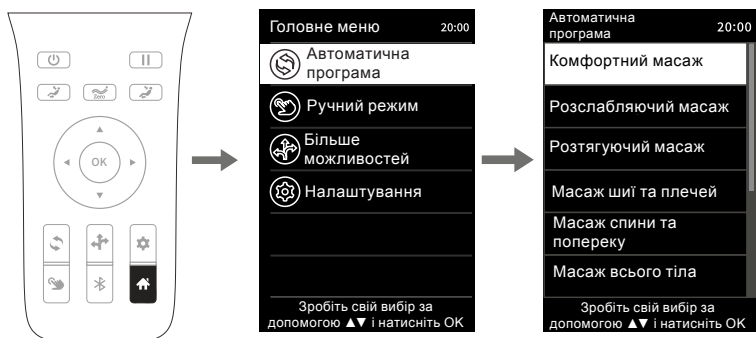 Zero
OK
Головне меню 20:00
Автоматична
програма
Ручний режим
Більше
можливостей
Налаштування
Зробіть свій вибір за
допомогою ▲▼ і натисніть OK
Автоматична
програма 20:00
Комфортний масаж
Розслабляючий масаж
Розтягуючий масаж
Масаж шиї та плечей
Масаж спини та
попереку
Масаж всього тіла
Зробіть свій вибір за
допомогою ▲▼ і натисніть OK